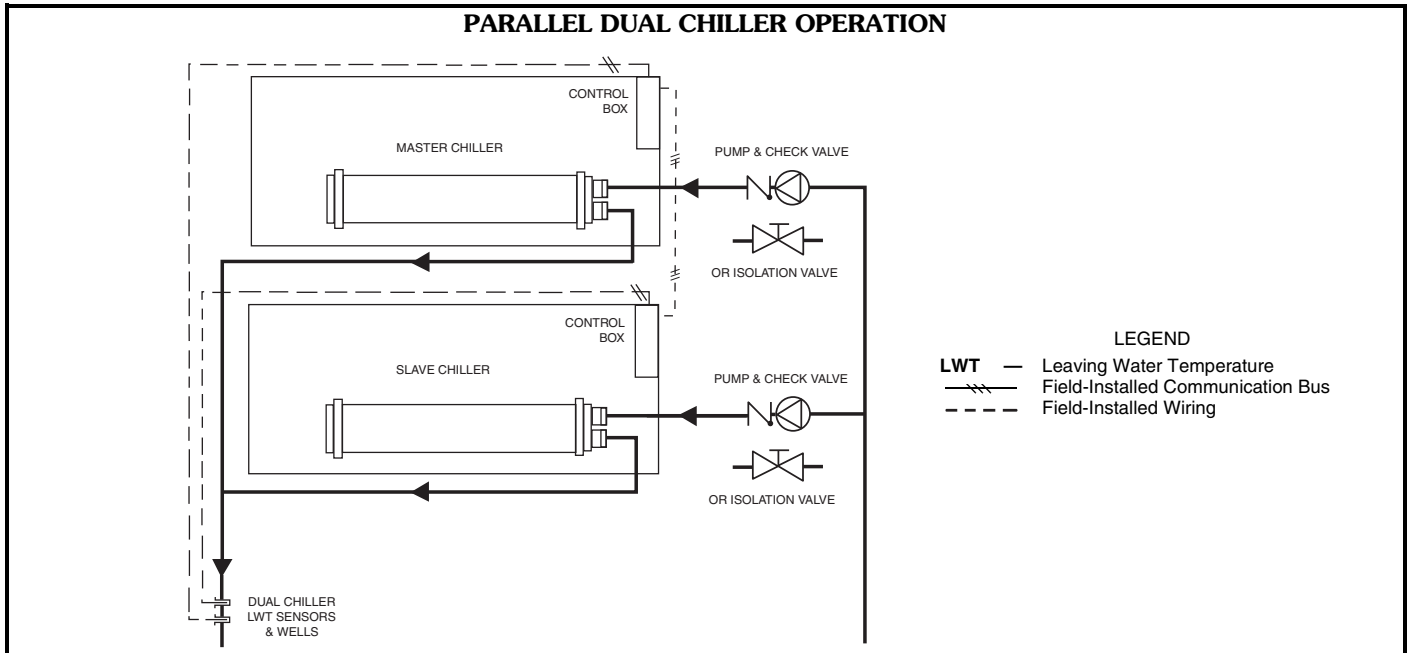 PARALLEL DUAL CHILLER OPERATION
CONTROL
BOX
MASTER CHILLER
PUMP & CHECK VALVE
OR ISOLATION VALVE
CONTROL
BOX
SLAVE CHILLER
PUMP & CHECK VALVE
OR ISOLATION VALVE
DUAL CHILLER
LWT SENSORS
& WELLS
LEGEND
LWT — Leaving Water Temperature
Field-Installed Communication Bus
Field-Installed Wiring